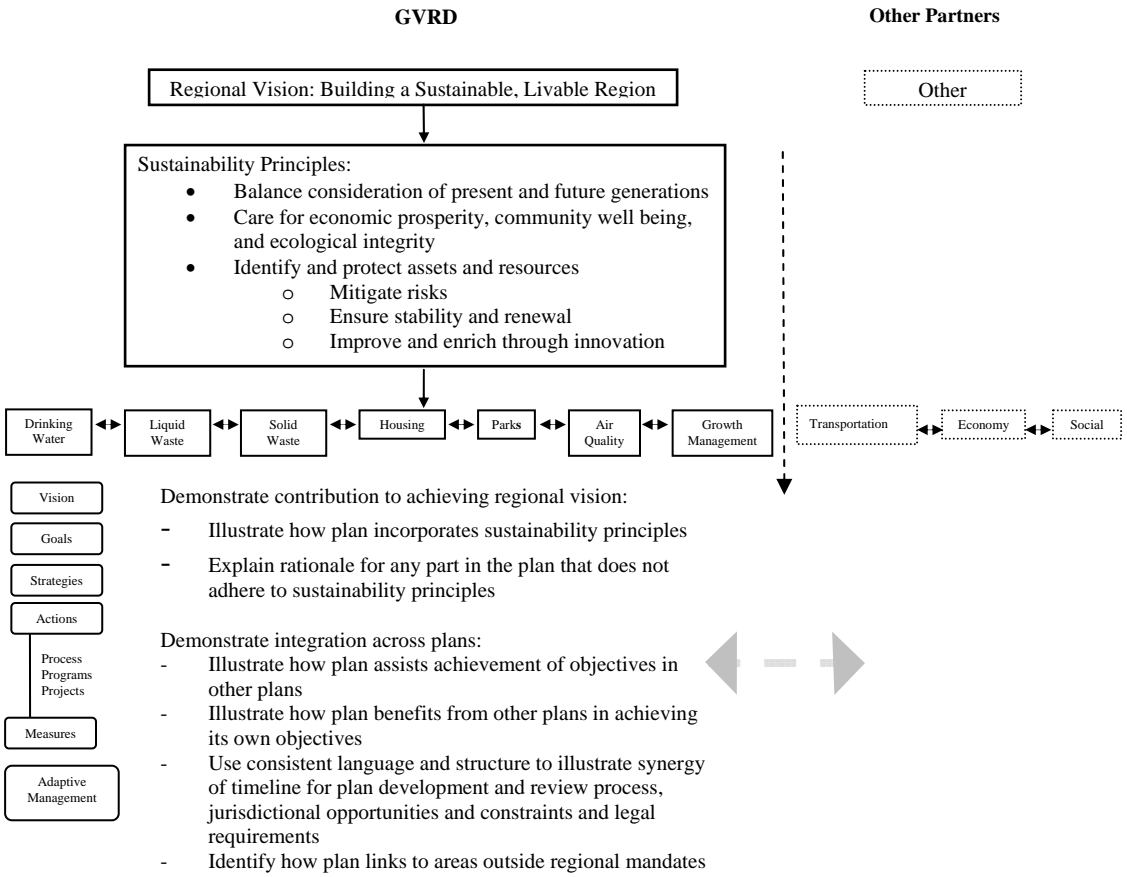 GVRD
Other Partners
Regional Vision: Building a Sustainable, Livable Region
Other
Sustainability Principles:
• Balance consideration of present and future generations
• Care for economic prosperity, community well being,
and ecological integrity
• Identify and protect assets and resources
o Mitigate risks
o Ensure stability and renewal
o Improve and enrich through innovation
Drinking
Water
Liquid
Waste
Solid
Waste
Housing
Parks
Air
Quality
Growth
Management
Transportation
Economy
Social
Vision
Goals
Strategies
Actions
Process
Programs
Projects
Measures
Adaptive
Management
Demonstrate contribution to achieving regional vision:
- Illustrate how plan incorporates sustainability principles
- Explain rationale for any part in the plan that does not
adhere to sustainability principles
Demonstrate integration across plans:
- Illustrate how plan assists achievement of objectives in
other plans
- Illustrate how plan benefits from other plans in achieving
its own objectives
- Use consistent language and structure to illustrate synergy
of timeline for plan development and review process,
jurisdictional opportunities and constraints and legal
requirements
- Identify how plan links to areas outside regional mandates